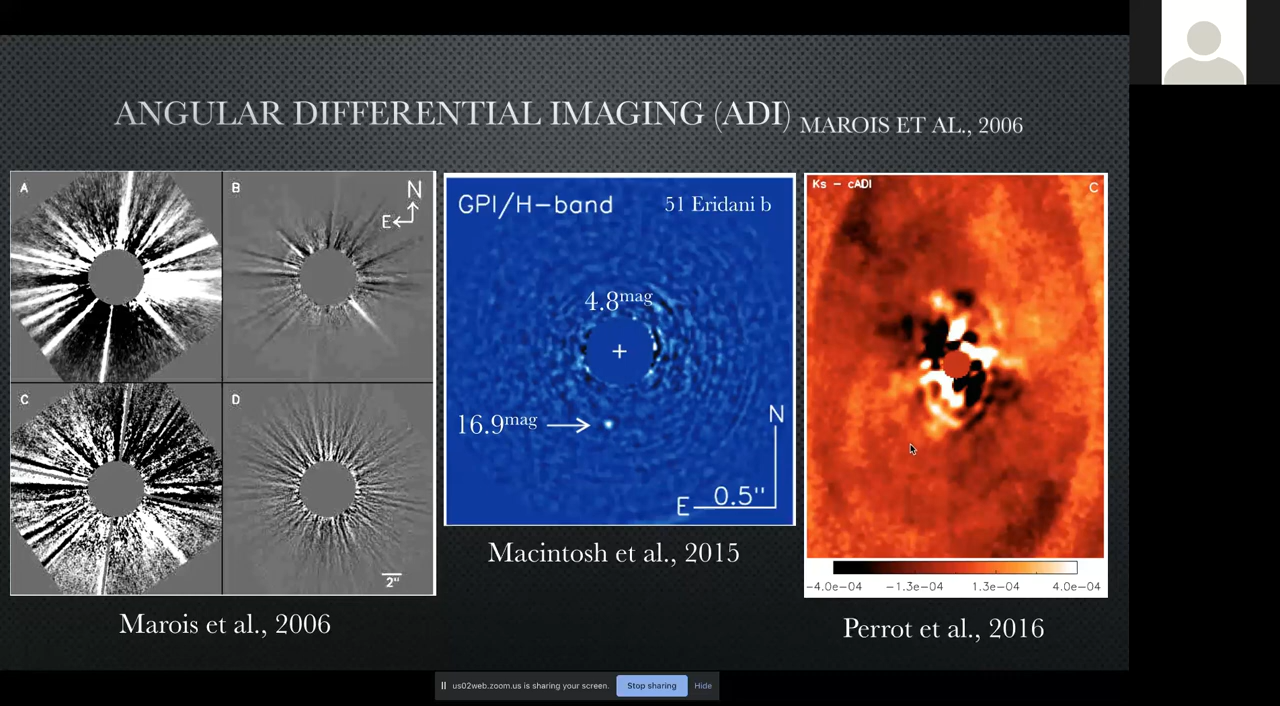 ANGULAR DIFFERENTIAL IMAGING (ADI) MAROIS ET AL., 2006
A
B
N
E
C
D
2"
Marois et al., 2006
GPI/H-band
51 Eridani b
4.8mag
16.9mag
N
E
0.5"
Macintosh et al., 2015
Ks - cADI
C
-4.0e-04 -1.3e-04 1.3e-04 4.0e-04
Perrot et al., 2016
us02web.zoom.us is sharing your screen.
Stop sharing
Hide